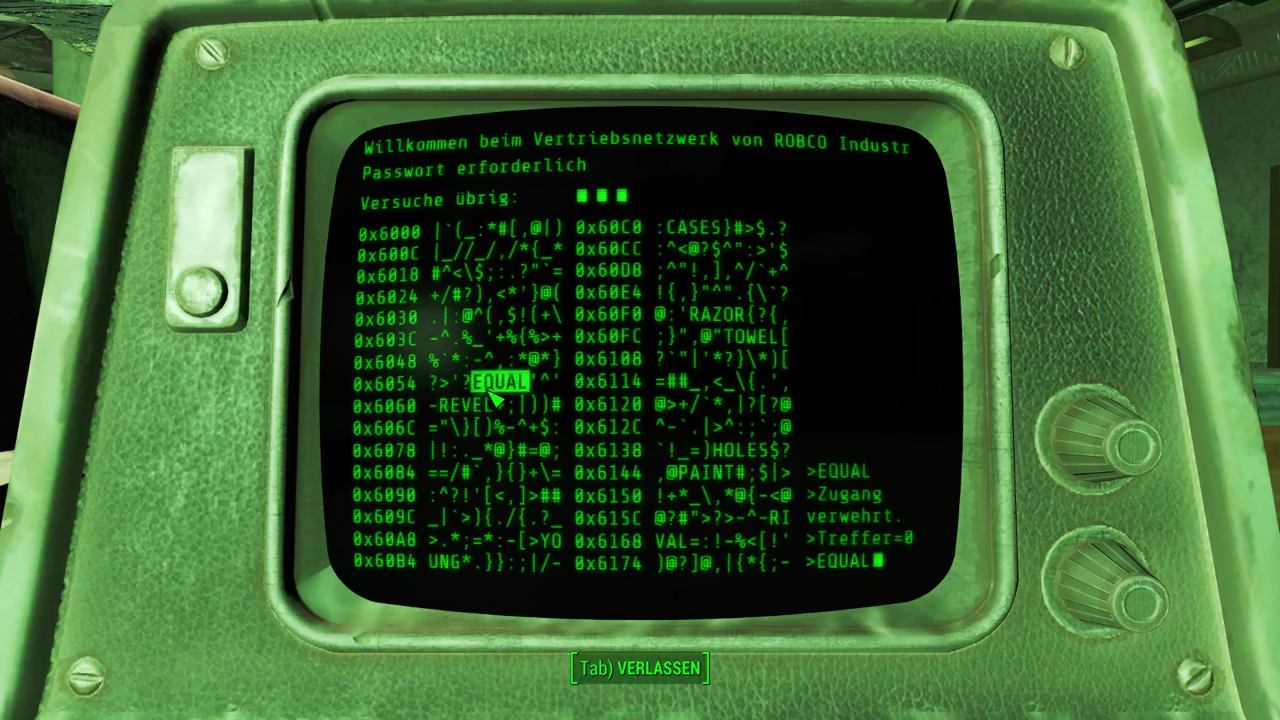 Willkommen beim Vertriebsnetzwerk von ROBCO Industr
Passwort erforderlich
Versuche übrig: ■ ■ ■
0x6000 |`(_:*#[,@|) 0x60C0 :CASES}#>$.?
0x600C |_//_/,/*{_* 0x60CC :^<@?$^":>'$
0x6018 #^<\$;:.?"`= 0x60D8 ;^"!,],^/`+^
0x6024 +/#?),<*'}@( 0x60E4 !{,}"^".{\`?
0x6030 .|:@^(,$!(+\ 0x60F0 @:'RAZOR{?{,
0x603C -^.%_'+%{%>+ 0x60FC ;}",@"TOWEL[
0x6048 %`*:-^,:*@*} 0x6108 ?`"|'*?}\*)[
0x6054 ?>'?EQUAL'^' 0x6114 =##_,<_\{.',
0x6060 -REVEL*;|))# 0x6120 @>+/`*,|?[?@
0x606C ="\}[)%-^+$: 0x612C ^-`.|>^:;`;@
0x6078 |!:._*@}#=@; 0x6138 `!_=)HOLES$?
0x6084 ==/#`,}{}+\= 0x6144 ,@PAINT#;$|> >EQUAL
0x6090 :^?!'[<,]>## 0x6150 !+*_\,*@{-<@ >Zugang
0x609C _|`>){./{.?_ 0x615C @?#">?>-^-RI verwehrt.
0x60A8 >.*;=*:-[>YO 0x6168 VAL=:!-%<[!' >Treffer=0
0x60B4 UNG*.}}:;|/- 0x6174 )@?]@,|{*{;- >EQUAL■
Tab) VERLASSEN